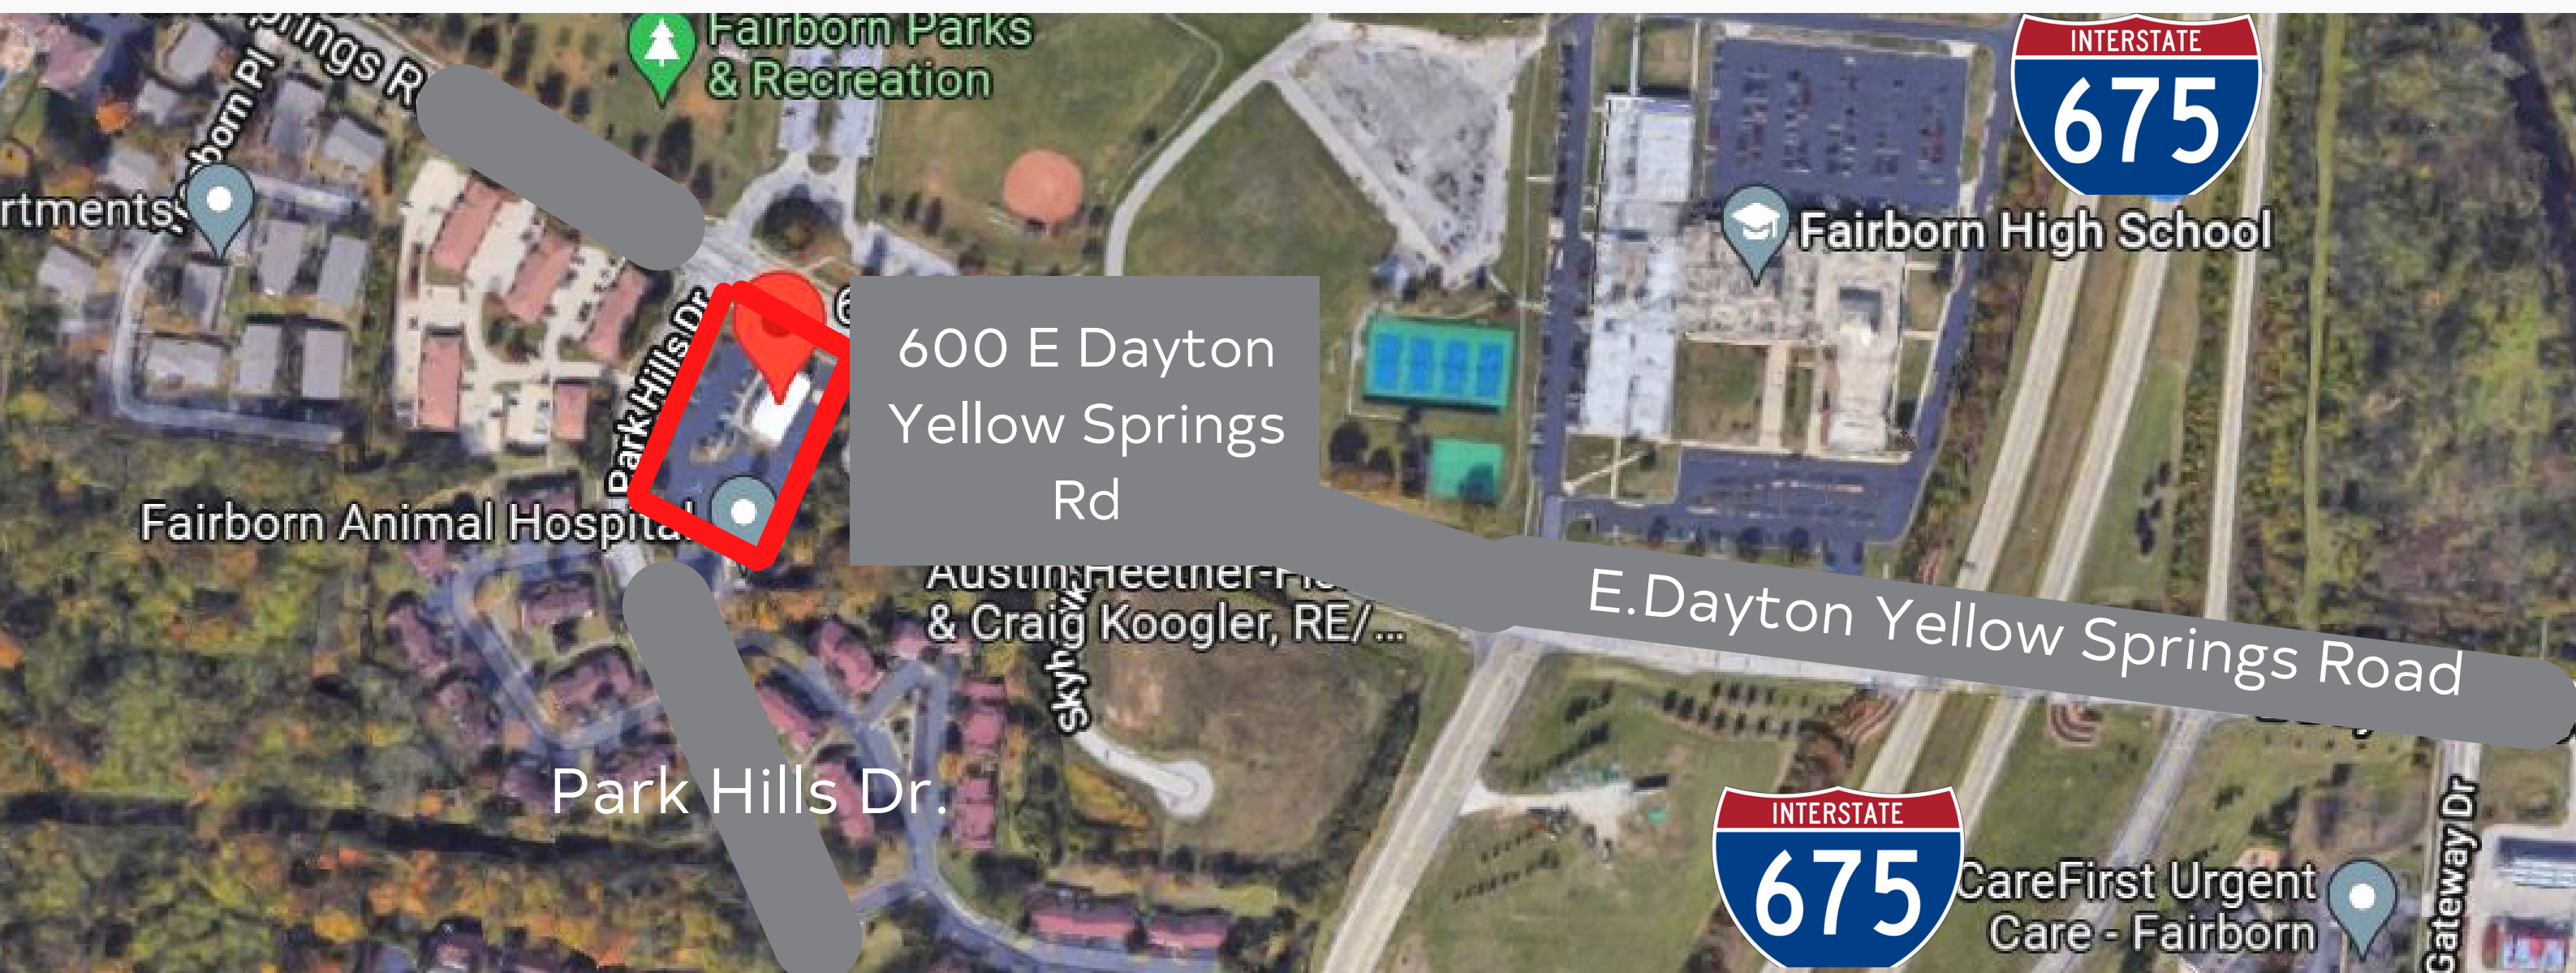 Springs R
Fairborn Parks
& Recreation
INTERSTATE
675
Fairborn High School
Park Hills Dr
600 E Dayton
Yellow Springs
Rd
Fairborn Animal Hospital
& Craig Koogler, RE/...
E.Dayton Yellow Springs Road
Park Hills Dr.
INTERSTATE
675
CareFirst Urgent
Care - Fairborn
Gateway Dr